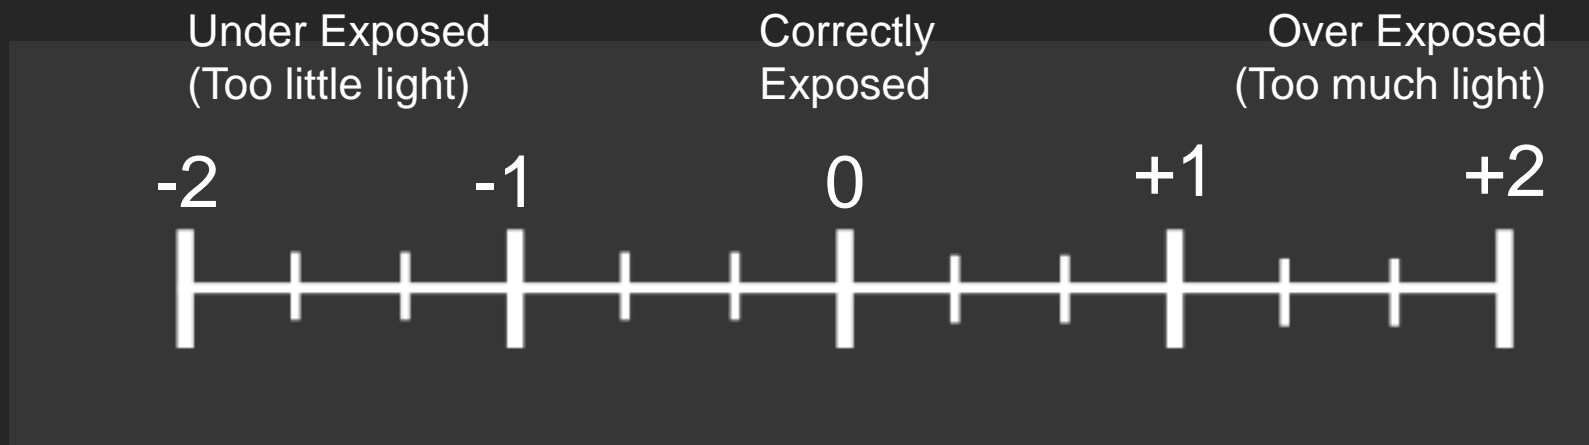 Under Exposed
(Too little light)
Correctly
Exposed
Over Exposed
(Too much light)
-2 -1 0 +1 +2